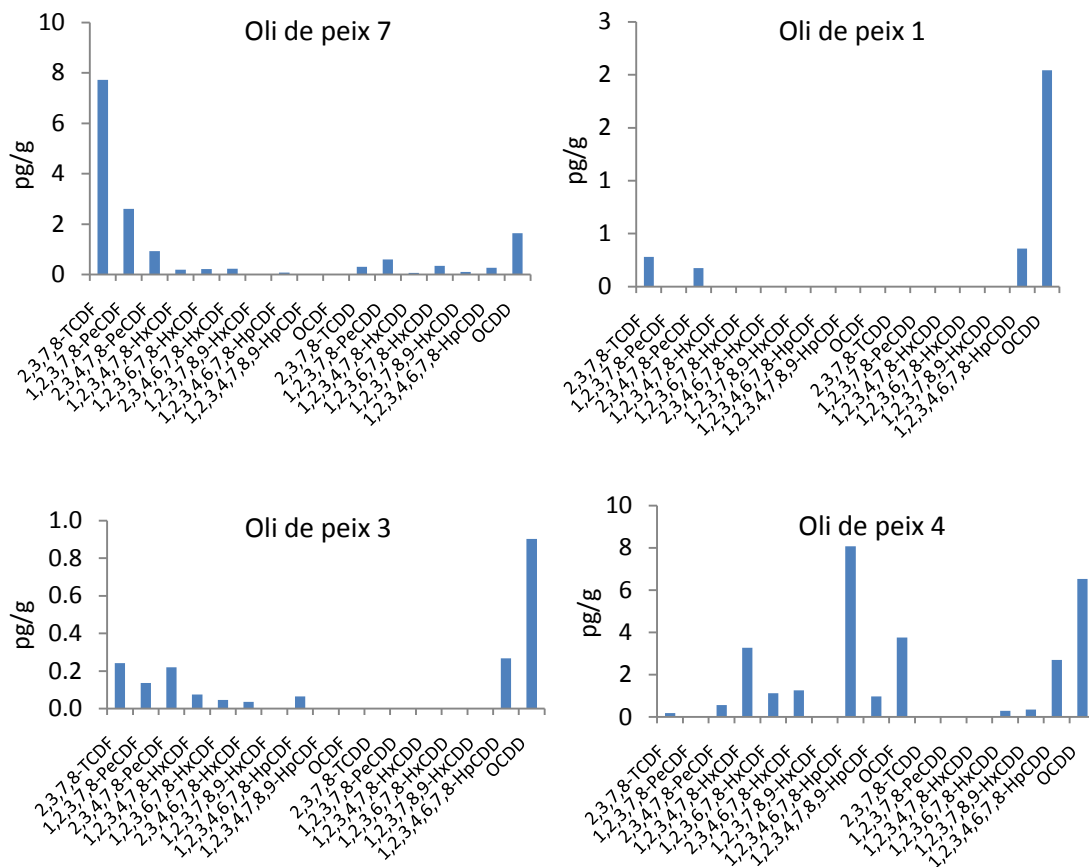 Oli de peix 7
pg/g
10
8
6
4
2
0
2,3,7,8-TCDF
1,2,3,7,8-PeCDF
2,3,4,7,8-PeCDF
1,2,3,4,7,8-HxCDF
1,2,3,6,7,8-HxCDF
2,3,4,6,7,8-HxCDF
1,2,3,7,8,9-HxCDF
1,2,3,4,6,7,8-HpCDF
1,2,3,4,7,8,9-HpCDF
OCDF
2,3,7,8-TCDD
1,2,3,7,8-PeCDD
1,2,3,4,7,8-HxCDD
1,2,3,6,7,8-HxCDD
1,2,3,7,8,9-HxCDD
1,2,3,4,6,7,8-HpCDD
OCDD
Oli de peix 1
pg/g
3
2
2
1
1
0
2,3,7,8-TCDF
1,2,3,7,8-PeCDF
2,3,4,7,8-PeCDF
1,2,3,4,7,8-HxCDF
1,2,3,6,7,8-HxCDF
2,3,4,6,7,8-HxCDF
1,2,3,7,8,9-HxCDF
1,2,3,4,6,7,8-HpCDF
1,2,3,4,7,8,9-HpCDF
OCDF
2,3,7,8-TCDD
1,2,3,7,8-PeCDD
1,2,3,4,7,8-HxCDD
1,2,3,6,7,8-HxCDD
1,2,3,7,8,9-HxCDD
1,2,3,4,6,7,8-HpCDD
OCDD
Oli de peix 3
pg/g
1.0
0.8
0.6
0.4
0.2
0.0
2,3,7,8-TCDF
1,2,3,7,8-PeCDF
2,3,4,7,8-PeCDF
1,2,3,4,7,8-HxCDF
1,2,3,6,7,8-HxCDF
2,3,4,6,7,8-HxCDF
1,2,3,7,8,9-HxCDF
1,2,3,4,6,7,8-HpCDF
1,2,3,4,7,8,9-HpCDF
OCDF
2,3,7,8-TCDD
1,2,3,7,8-PeCDD
1,2,3,4,7,8-HxCDD
1,2,3,6,7,8-HxCDD
1,2,3,7,8,9-HxCDD
1,2,3,4,6,7,8-HpCDD
OCDD
Oli de peix 4
pg/g
10
8
6
4
2
0
2,3,7,8-TCDF
1,2,3,7,8-PeCDF
2,3,4,7,8-PeCDF
1,2,3,4,7,8-HxCDF
1,2,3,6,7,8-HxCDF
2,3,4,6,7,8-HxCDF
1,2,3,7,8,9-HxCDF
1,2,3,4,6,7,8-HpCDF
1,2,3,4,7,8,9-HpCDF
OCDF
2,3,7,8-TCDD
1,2,3,7,8-PeCDD
1,2,3,4,7,8-HxCDD
1,2,3,6,7,8-HxCDD
1,2,3,7,8,9-HxCDD
1,2,3,4,6,7,8-HpCDD
OCDD